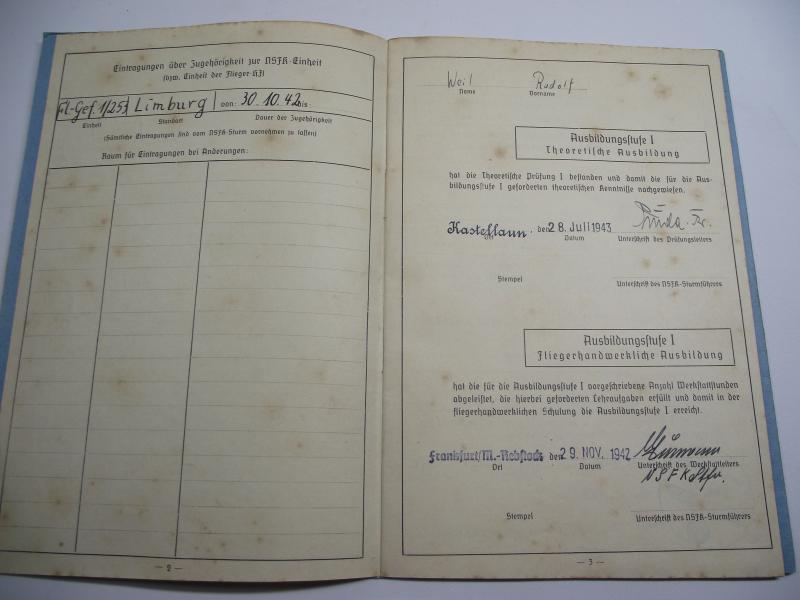 Eintragungen über Zugehörigkeit zur NSFK-Einheit
(bzw. Einheit der Flieger-HJ)
Fl-Gef. 1/253 Limburg von: 30.10.42 bis:
Einheit Standort Dauer der Zugehörigkeit
(Sämtliche Eintragungen sind vom NSFK-Sturm vornehmen zu lassen)
Raum für Eintragungen bei Änderungen:
— 2 —
Weil Rudolf
Name Vorname
Ausbildungsstufe I
Theoretische Ausbildung
hat die Theoretische Prüfung I bestanden und damit die für die Aus-
bildungsstufe I geforderten theoretischen Kenntnisse nachgewiesen.
Kastellaun, den 28. Juli 1943
Datum Unterschrift des Prüfungsleiters
Stempel Unterschrift des NSFK-Sturmführers
Ausbildungsstufe I
Fliegerhandwerkliche Ausbildung
hat die für die Ausbildungsstufe I vorgeschriebene Anzahl Werkstattstunden
abgeleistet, die hierbei geforderten Lehraufgaben erfüllt und damit in der
fliegerhandwerklichen Schulung die Ausbildungsstufe I erreicht.
Frankfurt/M.-Rebstock den 29. NOV. 1942
Ort Datum Unterschrift des Werkstattleiters
NSFK
Stempel Unterschrift des NSFK-Sturmführers
— 3 —